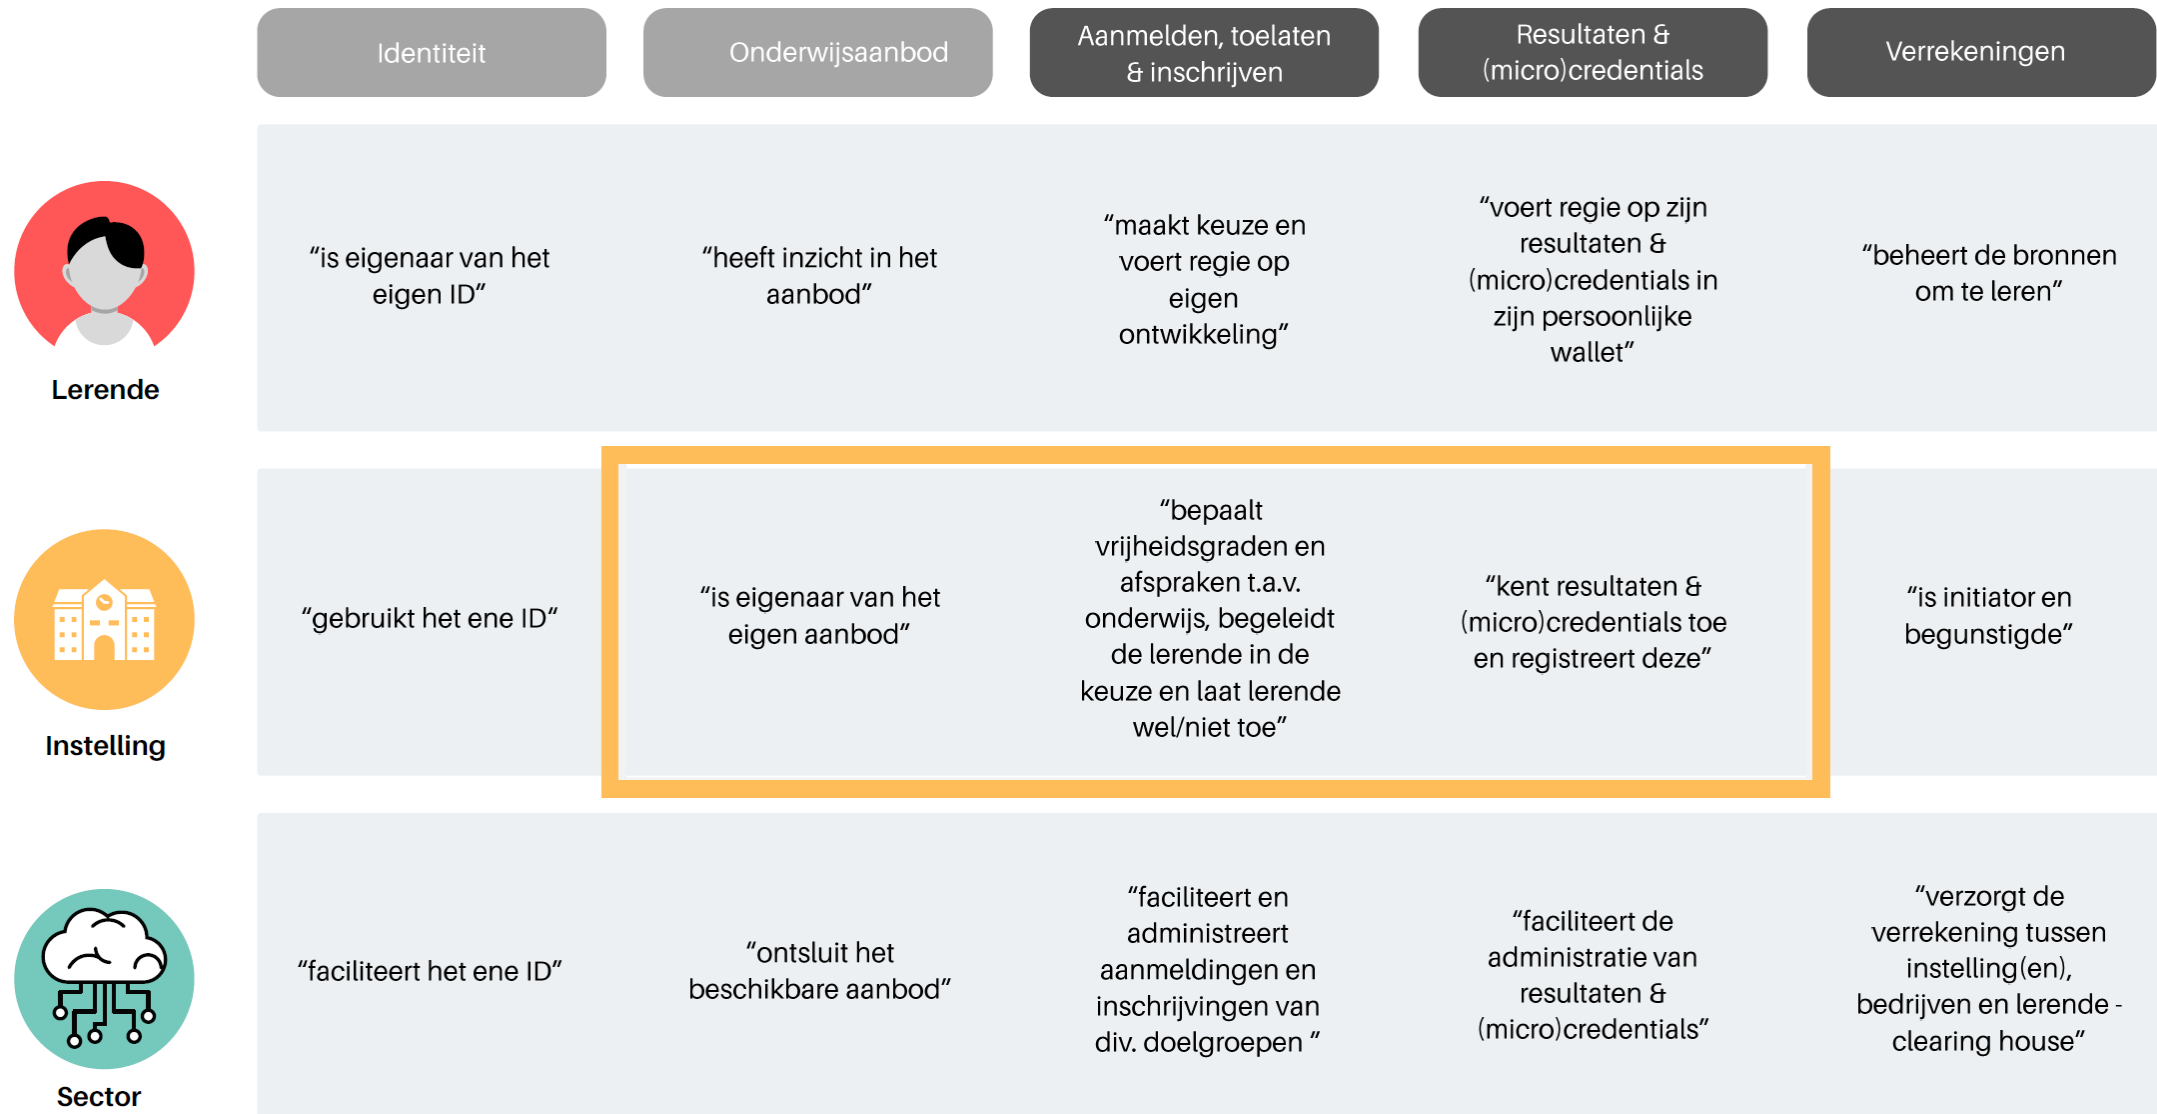 Identiteit
Onderwijsaanbod
Aanmelden, toelaten
& inschrijven
Resultaten &
(micro)credentials
Verrekeningen
Lerende
“is eigenaar van het
eigen ID”
“heeft inzicht in het
aanbod”
“maakt keuze en
voert regie op
eigen
ontwikkeling”
“voert regie op zijn
resultaten &
(micro)credentials in
zijn persoonlijke
wallet”
“beheert de bronnen
om te leren”
Instelling
“gebruikt het ene ID“
“is eigenaar van het
eigen aanbod”
“bepaalt
vrijheidsgraden en
afspraken t.a.v.
onderwijs, begeleidt
de lerende in de
keuze en laat lerende
wel/niet toe”
“kent resultaten &
(micro)credentials toe
en registreert deze”
“is initiator en
begunstigde”
Sector
“faciliteert het ene ID”
“ontsluit het
beschikbare aanbod”
“faciliteert en
administreert
aanmeldingen en
inschrijvingen van
div. doelgroepen ”
“faciliteert de
administratie van
resultaten &
(micro)credentials”
“verzorgt de
verrekening tussen
instelling(en),
bedrijven en lerende -
clearing house”